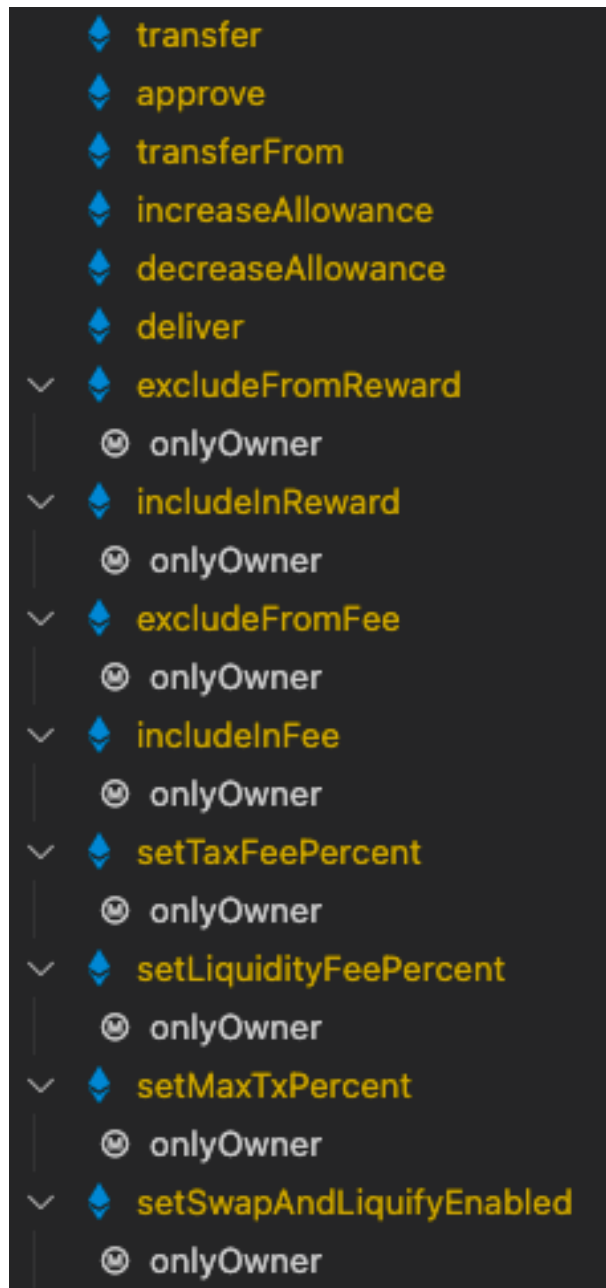 transfer
approve
transferFrom
increaseAllowance
decreaseAllowance
deliver
excludeFromReward
onlyOwner
includeInReward
onlyOwner
excludeFromFee
onlyOwner
includeInFee
onlyOwner
setTaxFeePercent
onlyOwner
setLiquidityFeePercent
onlyOwner
setMaxTxPercent
onlyOwner
setSwapAndLiquifyEnabled
onlyOwner